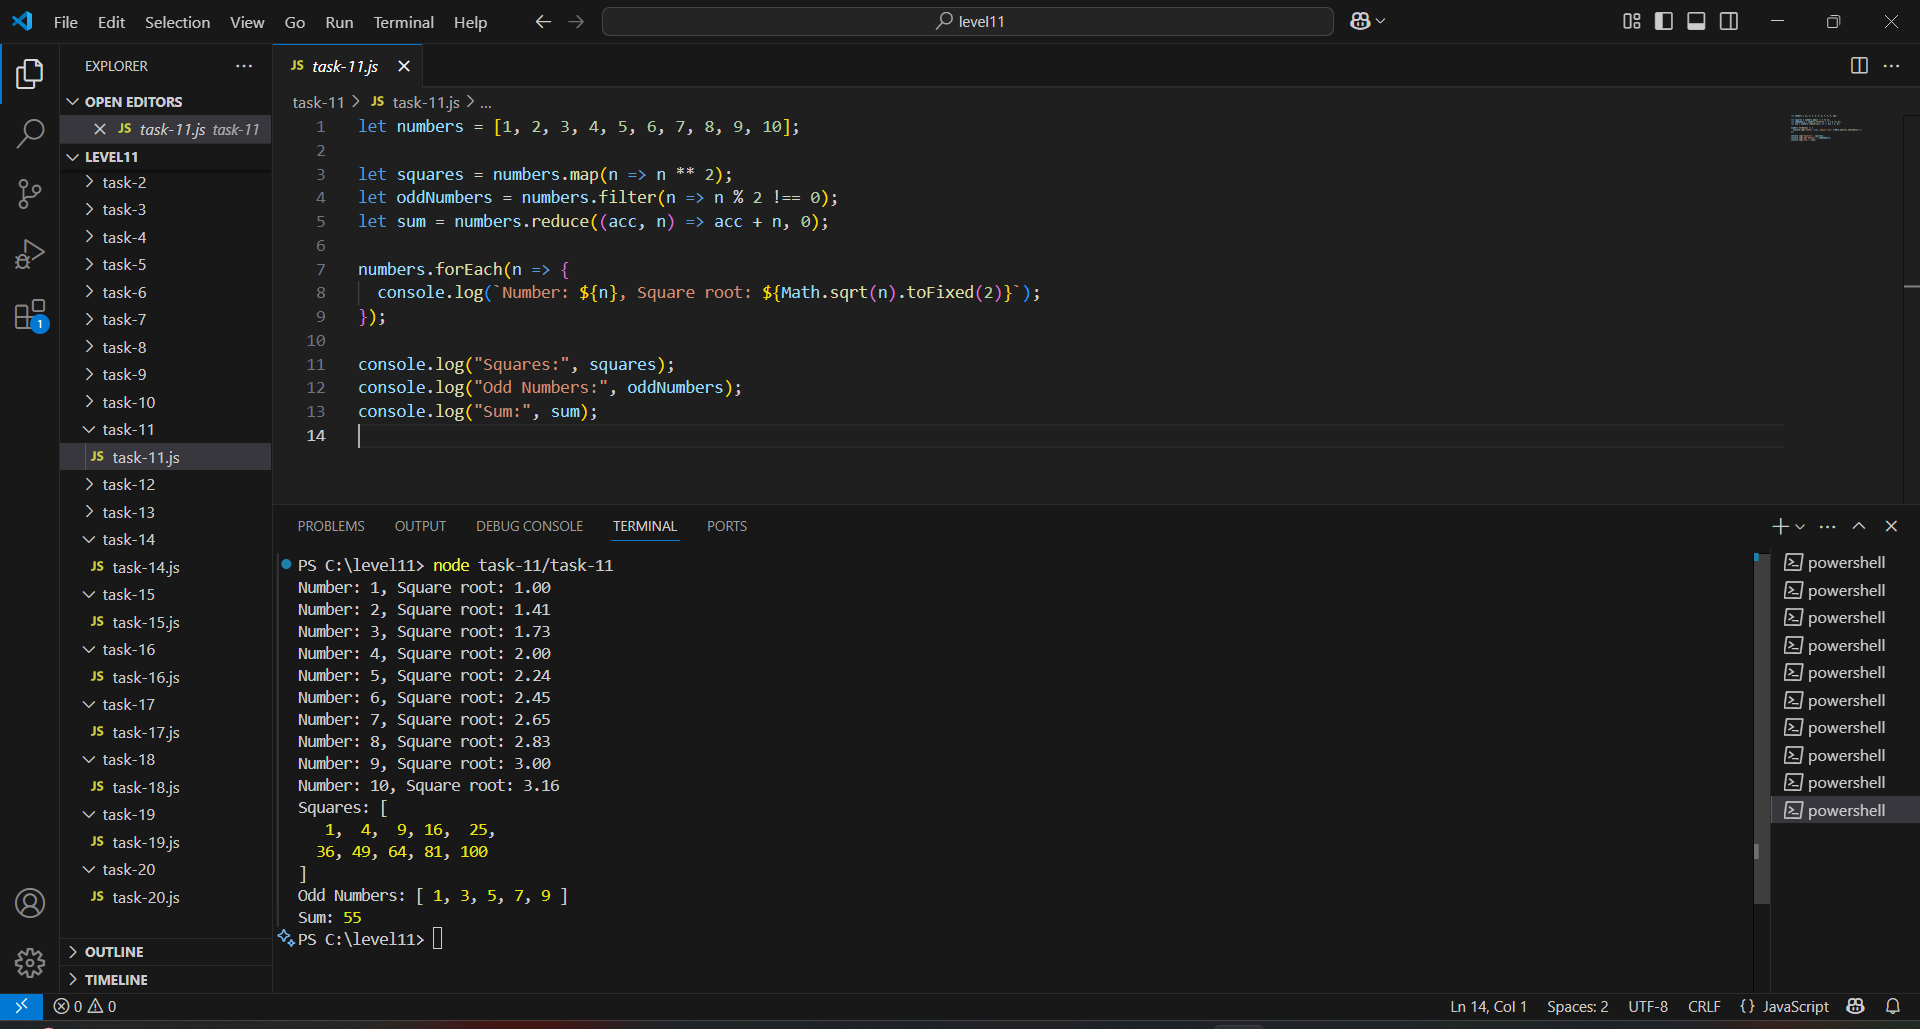 File Edit Selection View Go Run Terminal Help
level11
EXPLORER
OPEN EDITORS
JS task-11.js task-11
LEVEL11
task-2
task-3
task-4
task-5
task-6
task-7
task-8
task-9
task-10
task-11
JS task-11.js
task-12
task-13
task-14
JS task-14.js
task-15
JS task-15.js
task-16
JS task-16.js
task-17
JS task-17.js
task-18
JS task-18.js
task-19
JS task-19.js
task-20
JS task-20.js
OUTLINE
TIMELINE
1
JS task-11.js
task-11 > JS task-11.js > ...
1 let numbers = [1, 2, 3, 4, 5, 6, 7, 8, 9, 10];
2
3 let squares = numbers.map(n => n ** 2);
4 let oddNumbers = numbers.filter(n => n % 2 !== 0);
5 let sum = numbers.reduce((acc, n) => acc + n, 0);
6
7 numbers.forEach(n => {
8 console.log(`Number: ${n}, Square root: ${Math.sqrt(n).toFixed(2)}`);
9 });
10
11 console.log("Squares:", squares);
12 console.log("Odd Numbers:", oddNumbers);
13 console.log("Sum:", sum);
14
PROBLEMS OUTPUT DEBUG CONSOLE TERMINAL PORTS
PS C:\level11> node task-11/task-11
Number: 1, Square root: 1.00
Number: 2, Square root: 1.41
Number: 3, Square root: 1.73
Number: 4, Square root: 2.00
Number: 5, Square root: 2.24
Number: 6, Square root: 2.45
Number: 7, Square root: 2.65
Number: 8, Square root: 2.83
Number: 9, Square root: 3.00
Number: 10, Square root: 3.16
Squares: [
1, 4, 9, 16, 25,
36, 49, 64, 81, 100
]
Odd Numbers: [ 1, 3, 5, 7, 9 ]
Sum: 55
PS C:\level11>
powershell
powershell
powershell
powershell
powershell
powershell
powershell
powershell
powershell
powershell
0 0
Ln 14, Col 1 Spaces: 2 UTF-8 CRLF {} JavaScript